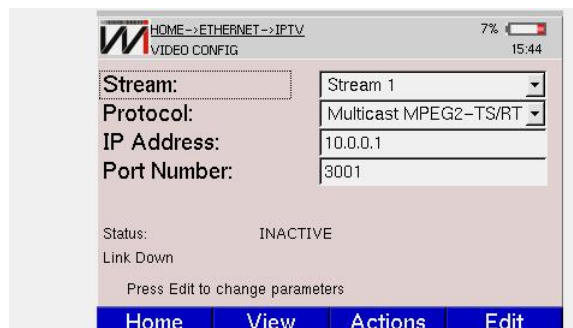 HOME->ETHERNET->IPTV 7%
VIDEO CONFIG 15:44
Stream: Stream 1
Protocol: Multicast MPEG2-TS/RT
IP Address: 10.0.0.1
Port Number: 3001
Status: INACTIVE
Link Down
Press Edit to change parameters
Home View Actions Edit